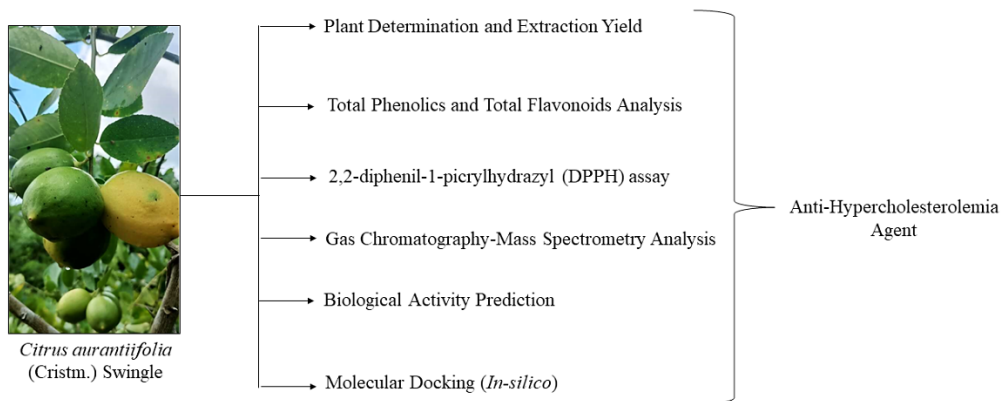 Plant Determination and Extraction Yield
Total Phenolics and Total Flavonoids Analysis
2,2-diphenil-1-picrylhydrazyl (DPPH) assay
Gas Chromatography-Mass Spectrometry Analysis
Biological Activity Prediction
Molecular Docking (In-silico)
Anti-Hypercholesterolemia
Agent
Citrus aurantiifolia
(Cristm.) Swingle